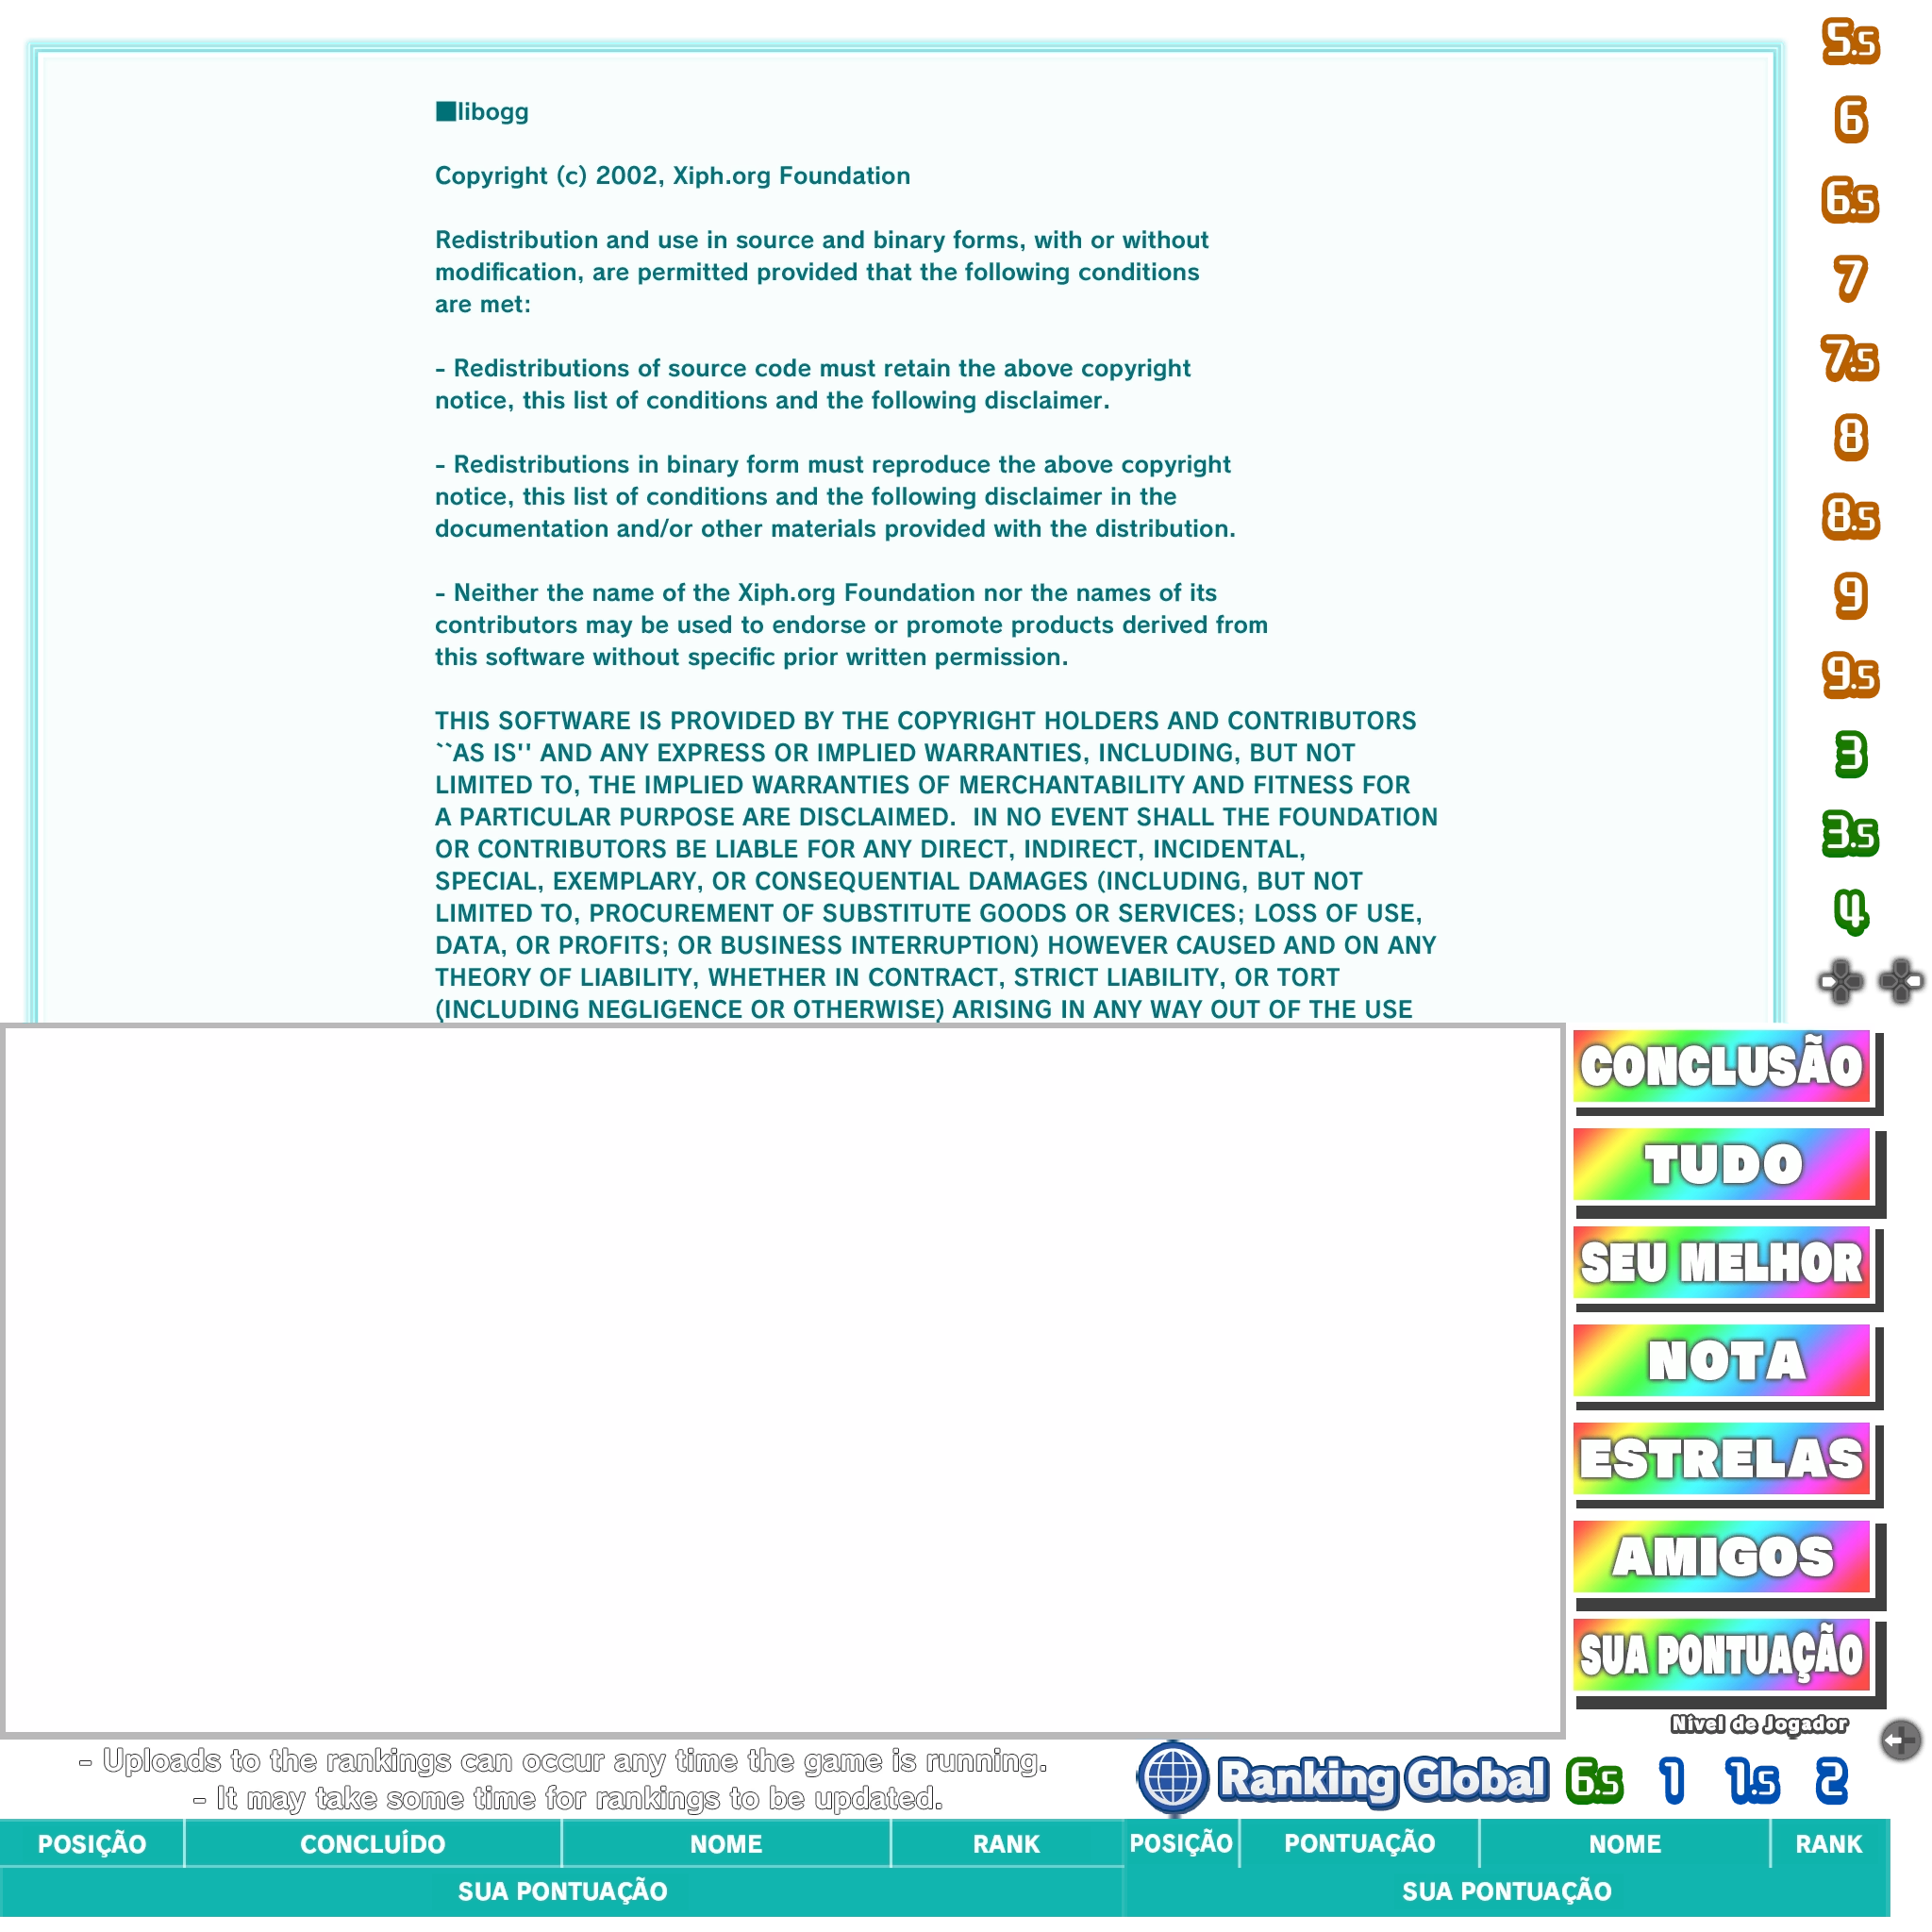 ■libogg
Copyright (c) 2002, Xiph.org Foundation
Redistribution and use in source and binary forms, with or without
modification, are permitted provided that the following conditions
are met:
- Redistributions of source code must retain the above copyright
notice, this list of conditions and the following disclaimer.
- Redistributions in binary form must reproduce the above copyright
notice, this list of conditions and the following disclaimer in the
documentation and/or other materials provided with the distribution.
- Neither the name of the Xiph.org Foundation nor the names of its
contributors may be used to endorse or promote products derived from
this software without specific prior written permission.
THIS SOFTWARE IS PROVIDED BY THE COPYRIGHT HOLDERS AND CONTRIBUTORS
``AS IS'' AND ANY EXPRESS OR IMPLIED WARRANTIES, INCLUDING, BUT NOT
LIMITED TO, THE IMPLIED WARRANTIES OF MERCHANTABILITY AND FITNESS FOR
A PARTICULAR PURPOSE ARE DISCLAIMED.  IN NO EVENT SHALL THE FOUNDATION
OR CONTRIBUTORS BE LIABLE FOR ANY DIRECT, INDIRECT, INCIDENTAL,
SPECIAL, EXEMPLARY, OR CONSEQUENTIAL DAMAGES (INCLUDING, BUT NOT
LIMITED TO, PROCUREMENT OF SUBSTITUTE GOODS OR SERVICES; LOSS OF USE,
DATA, OR PROFITS; OR BUSINESS INTERRUPTION) HOWEVER CAUSED AND ON ANY
THEORY OF LIABILITY, WHETHER IN CONTRACT, STRICT LIABILITY, OR TORT
(INCLUDING NEGLIGENCE OR OTHERWISE) ARISING IN ANY WAY OUT OF THE USE
5.5
6
6.5
7
7.5
8
8.5
9
9.5
3
3.5
4
CONCLUSÃO
TUDO
SEU MELHOR
NOTA
ESTRELAS
AMIGOS
SUA PONTUAÇÃO
Nível de Jogador
- Uploads to the rankings can occur any time the game is running.
- It may take some time for rankings to be updated.
Ranking Global
6.5 1 1.5 2
POSIÇÃO CONCLUÍDO NOME RANK
SUA PONTUAÇÃO
POSIÇÃO PONTUAÇÃO NOME RANK
SUA PONTUAÇÃO